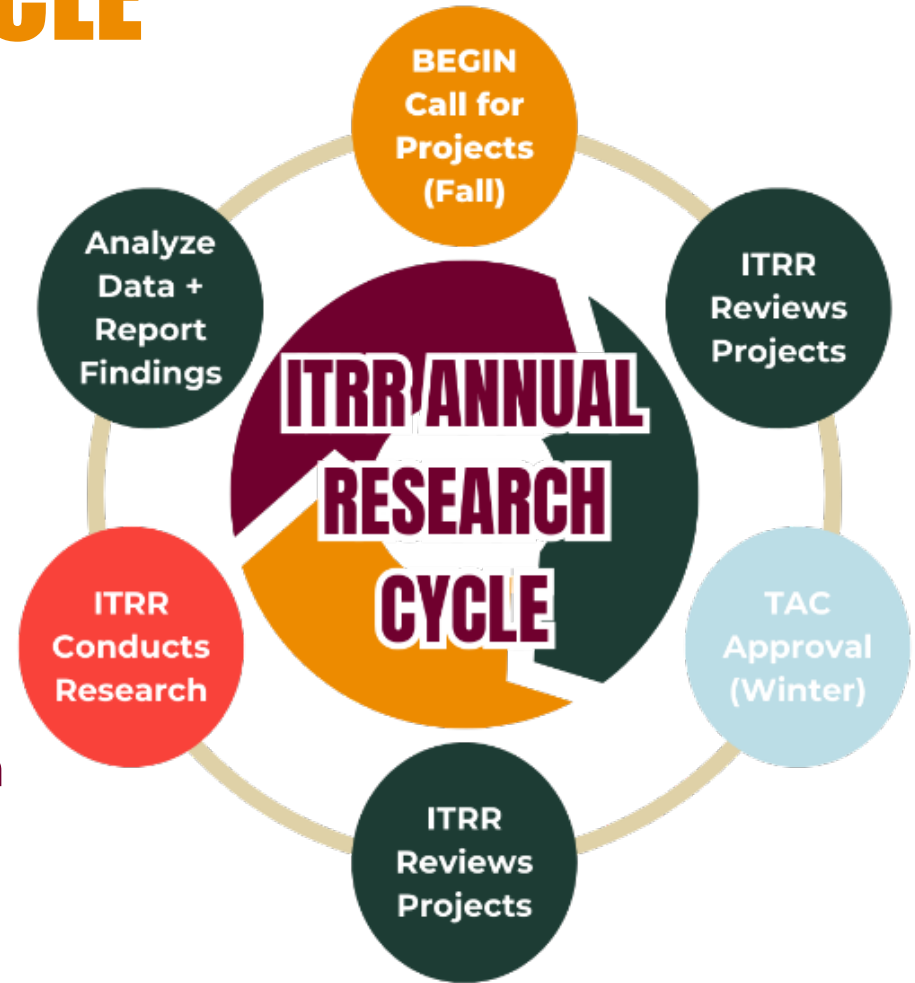 CLE
BEGIN
Call for
Projects
(Fall)
ITRR
Reviews
Projects
TAC
Approval
(Winter)
ITRR
Reviews
Projects
ITRR
Conducts
Research
Analyze
Data +
Report
Findings
ITRR ANNUAL
RESEARCH
CYCLE